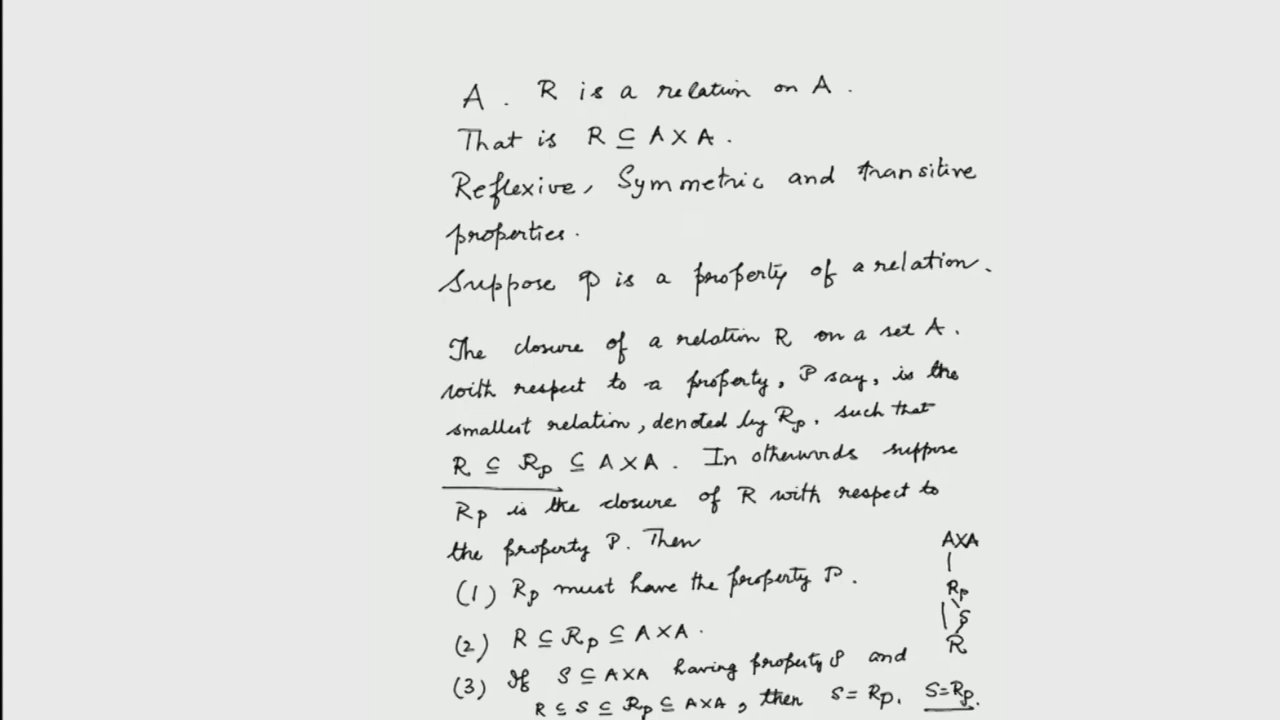 A. R is a relation on A.
That is R ⊆ A X A.
Reflexive, Symmetric and transitive
properties.
Suppose P is a property of a relation.
The closure of a relation R on a set A.
with respect to a property, P say, is the
smallest relation, denoted by Rp, such that
R ⊆ Rp ⊆ A X A. In otherwords suppose
Rp is the closure of R with respect to
the property P. Then
(1) Rp must have the property P.
(2) R ⊆ Rp ⊆ A X A.
(3) If S ⊆ A X A having property P and
R ⊆ S ⊆ Rp ⊆ A X A, then S = Rp. S = Rp.
AXA
Rp
S
R